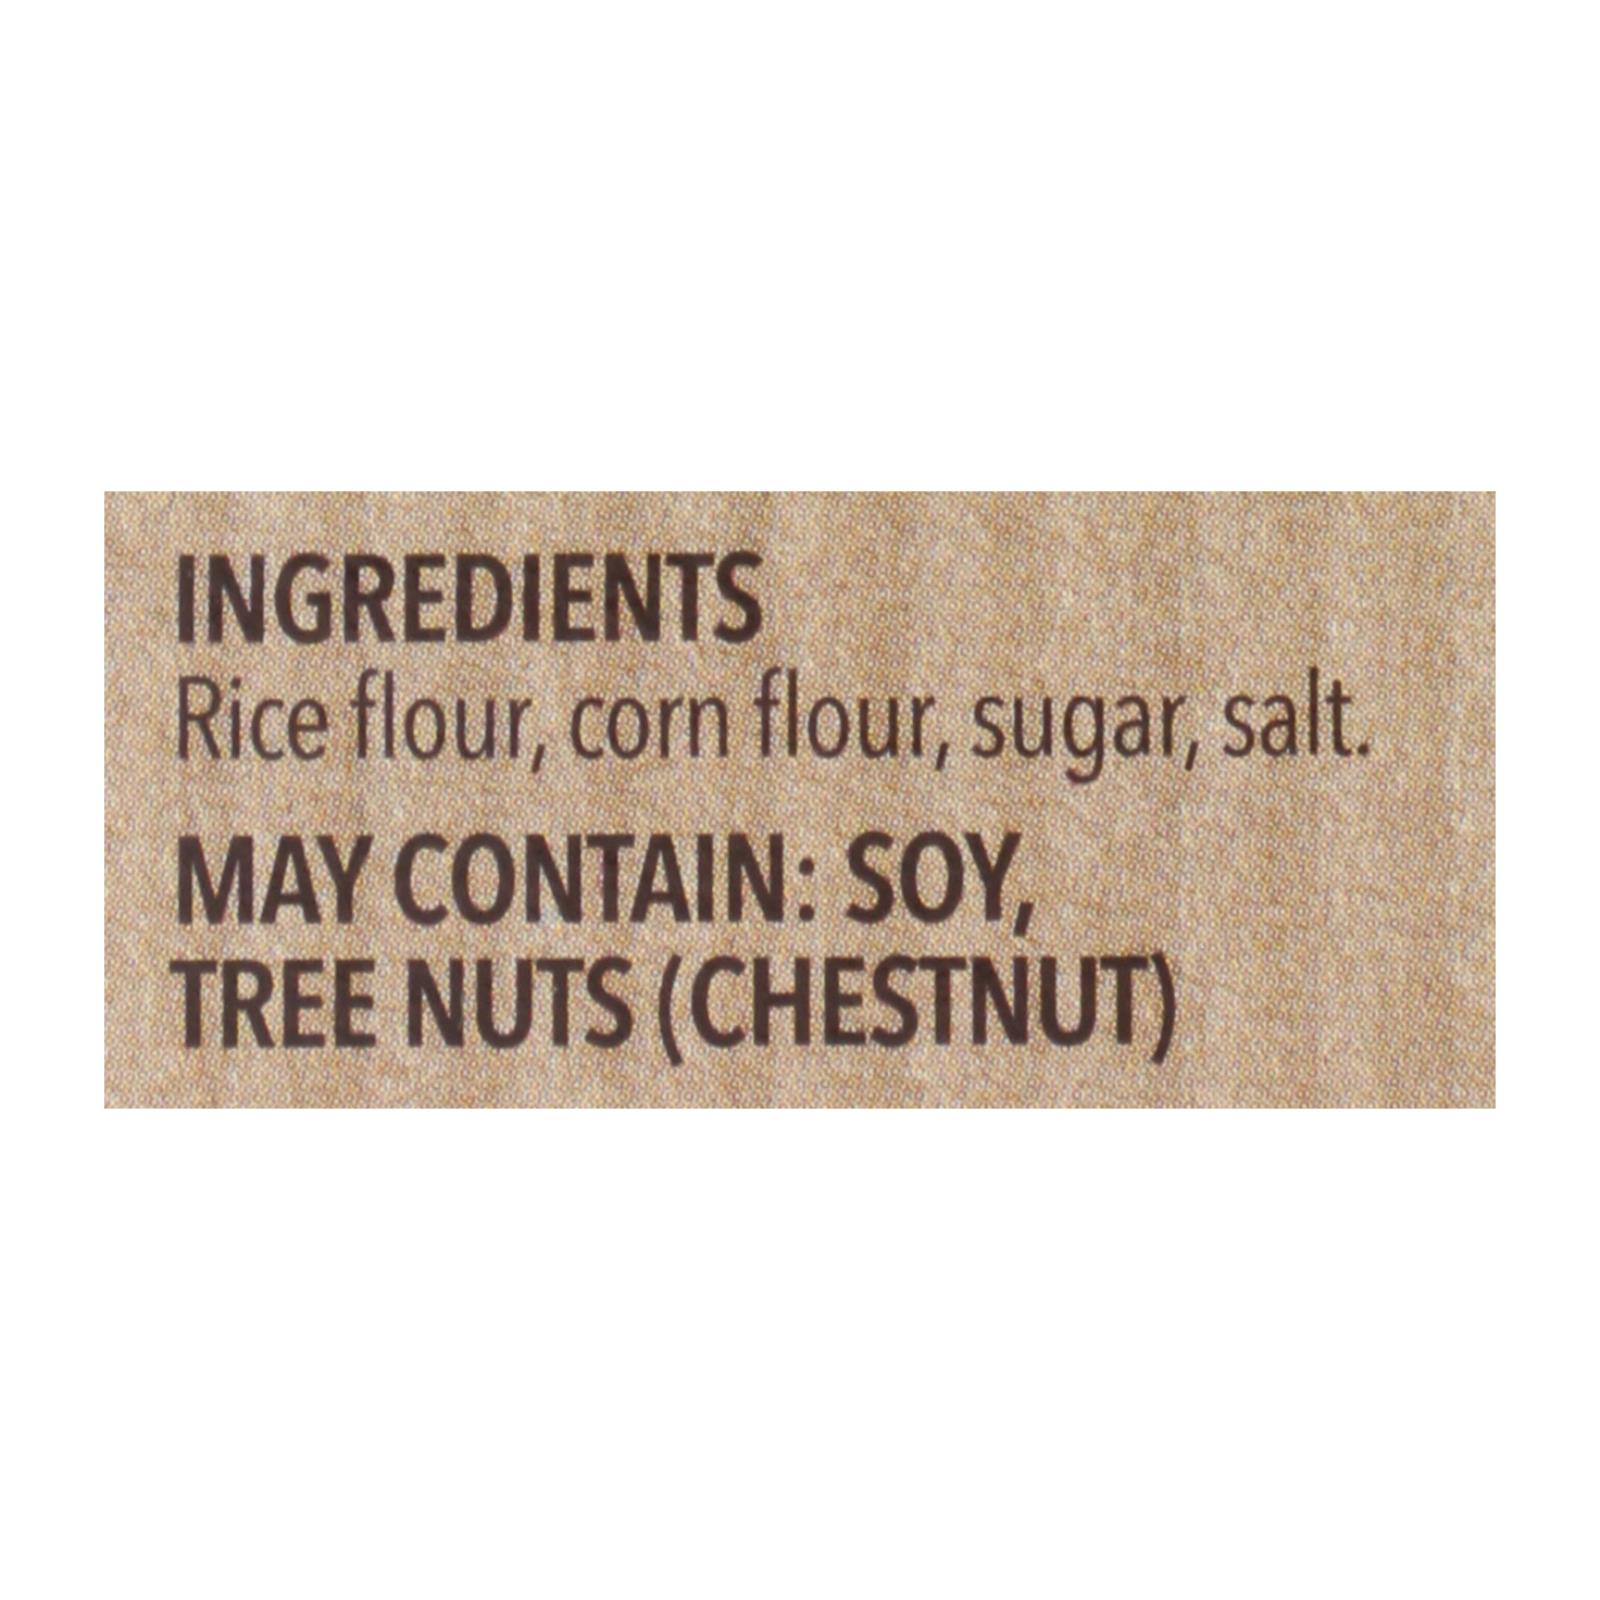 INGREDIENTS
Rice flour, corn flour, sugar, salt.
MAY CONTAIN: SOY,
TREE NUTS (CHESTNUT)